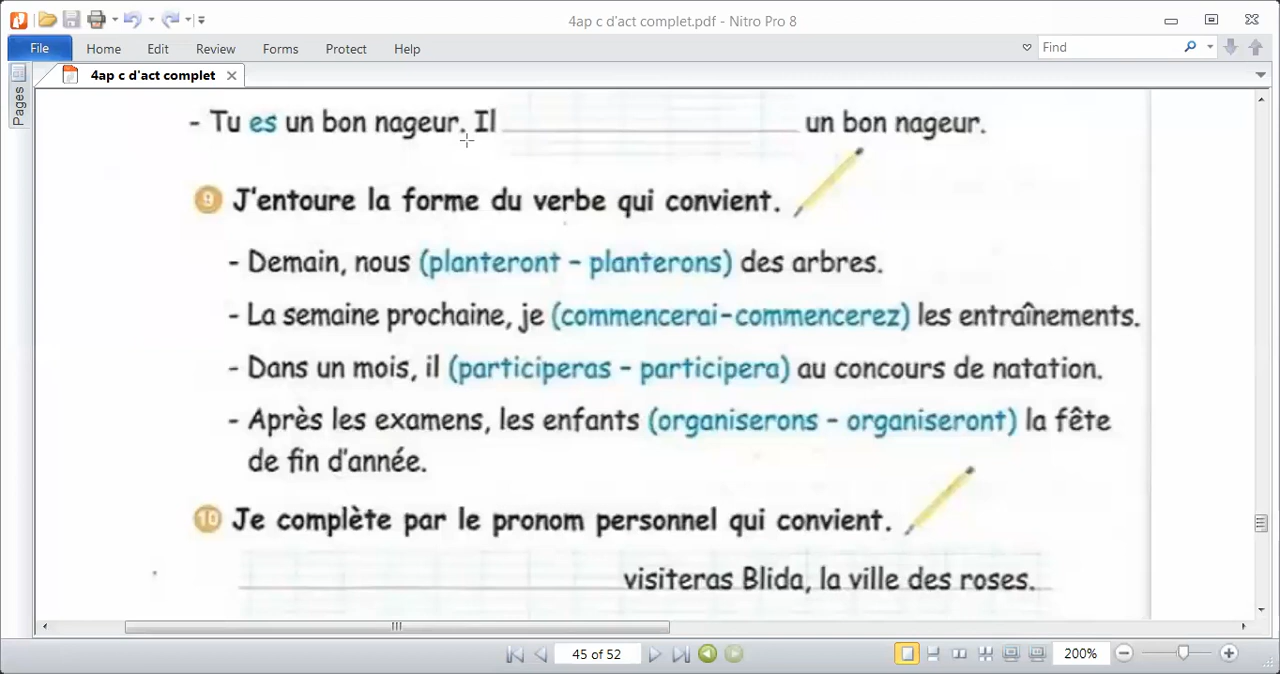 4ap c d'act complet.pdf - Nitro Pro 8
File Home Edit Review Forms Protect Help Find
4ap c d'act complet
Pages
- Tu es un bon nageur. Il un bon nageur.
9 J'entoure la forme du verbe qui convient.
- Demain, nous (planteront - planterons) des arbres.
- La semaine prochaine, je (commencerai-commencerez) les entraînements.
- Dans un mois, il (participeras - participera) au concours de natation.
- Après les examens, les enfants (organiserons - organiseront) la fête
de fin d'année.
10 Je complète par le pronom personnel qui convient.
visiteras Blida, la ville des roses.
45 of 52 200%